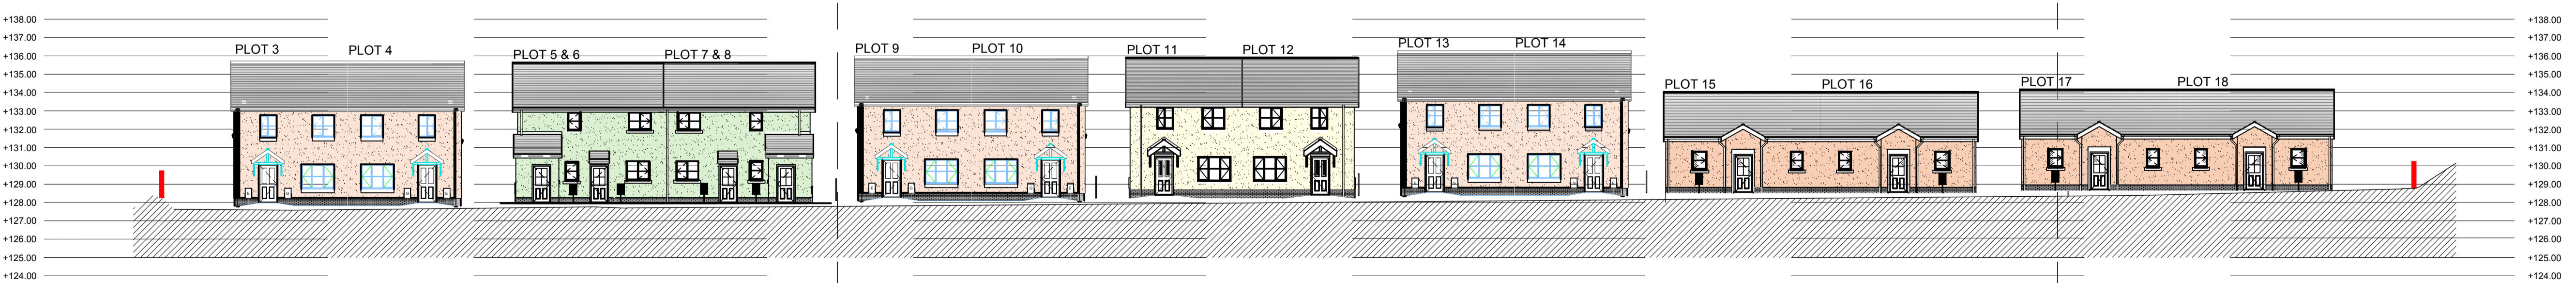 +138.00
+137.00
+136.00
+135.00
+134.00
+133.00
+132.00
+131.00
+130.00
+129.00
+128.00
+127.00
+126.00
+125.00
+124.00
PLOT 3
PLOT 4
PLOT 5 & 6
PLOT 7 & 8
PLOT 9
PLOT 10
PLOT 11
PLOT 12
PLOT 13
PLOT 14
PLOT 15
PLOT 16
PLOT 17
PLOT 18
+138.00
+137.00
+136.00
+135.00
+134.00
+133.00
+132.00
+131.00
+130.00
+129.00
+128.00
+127.00
+126.00
+125.00
+124.00